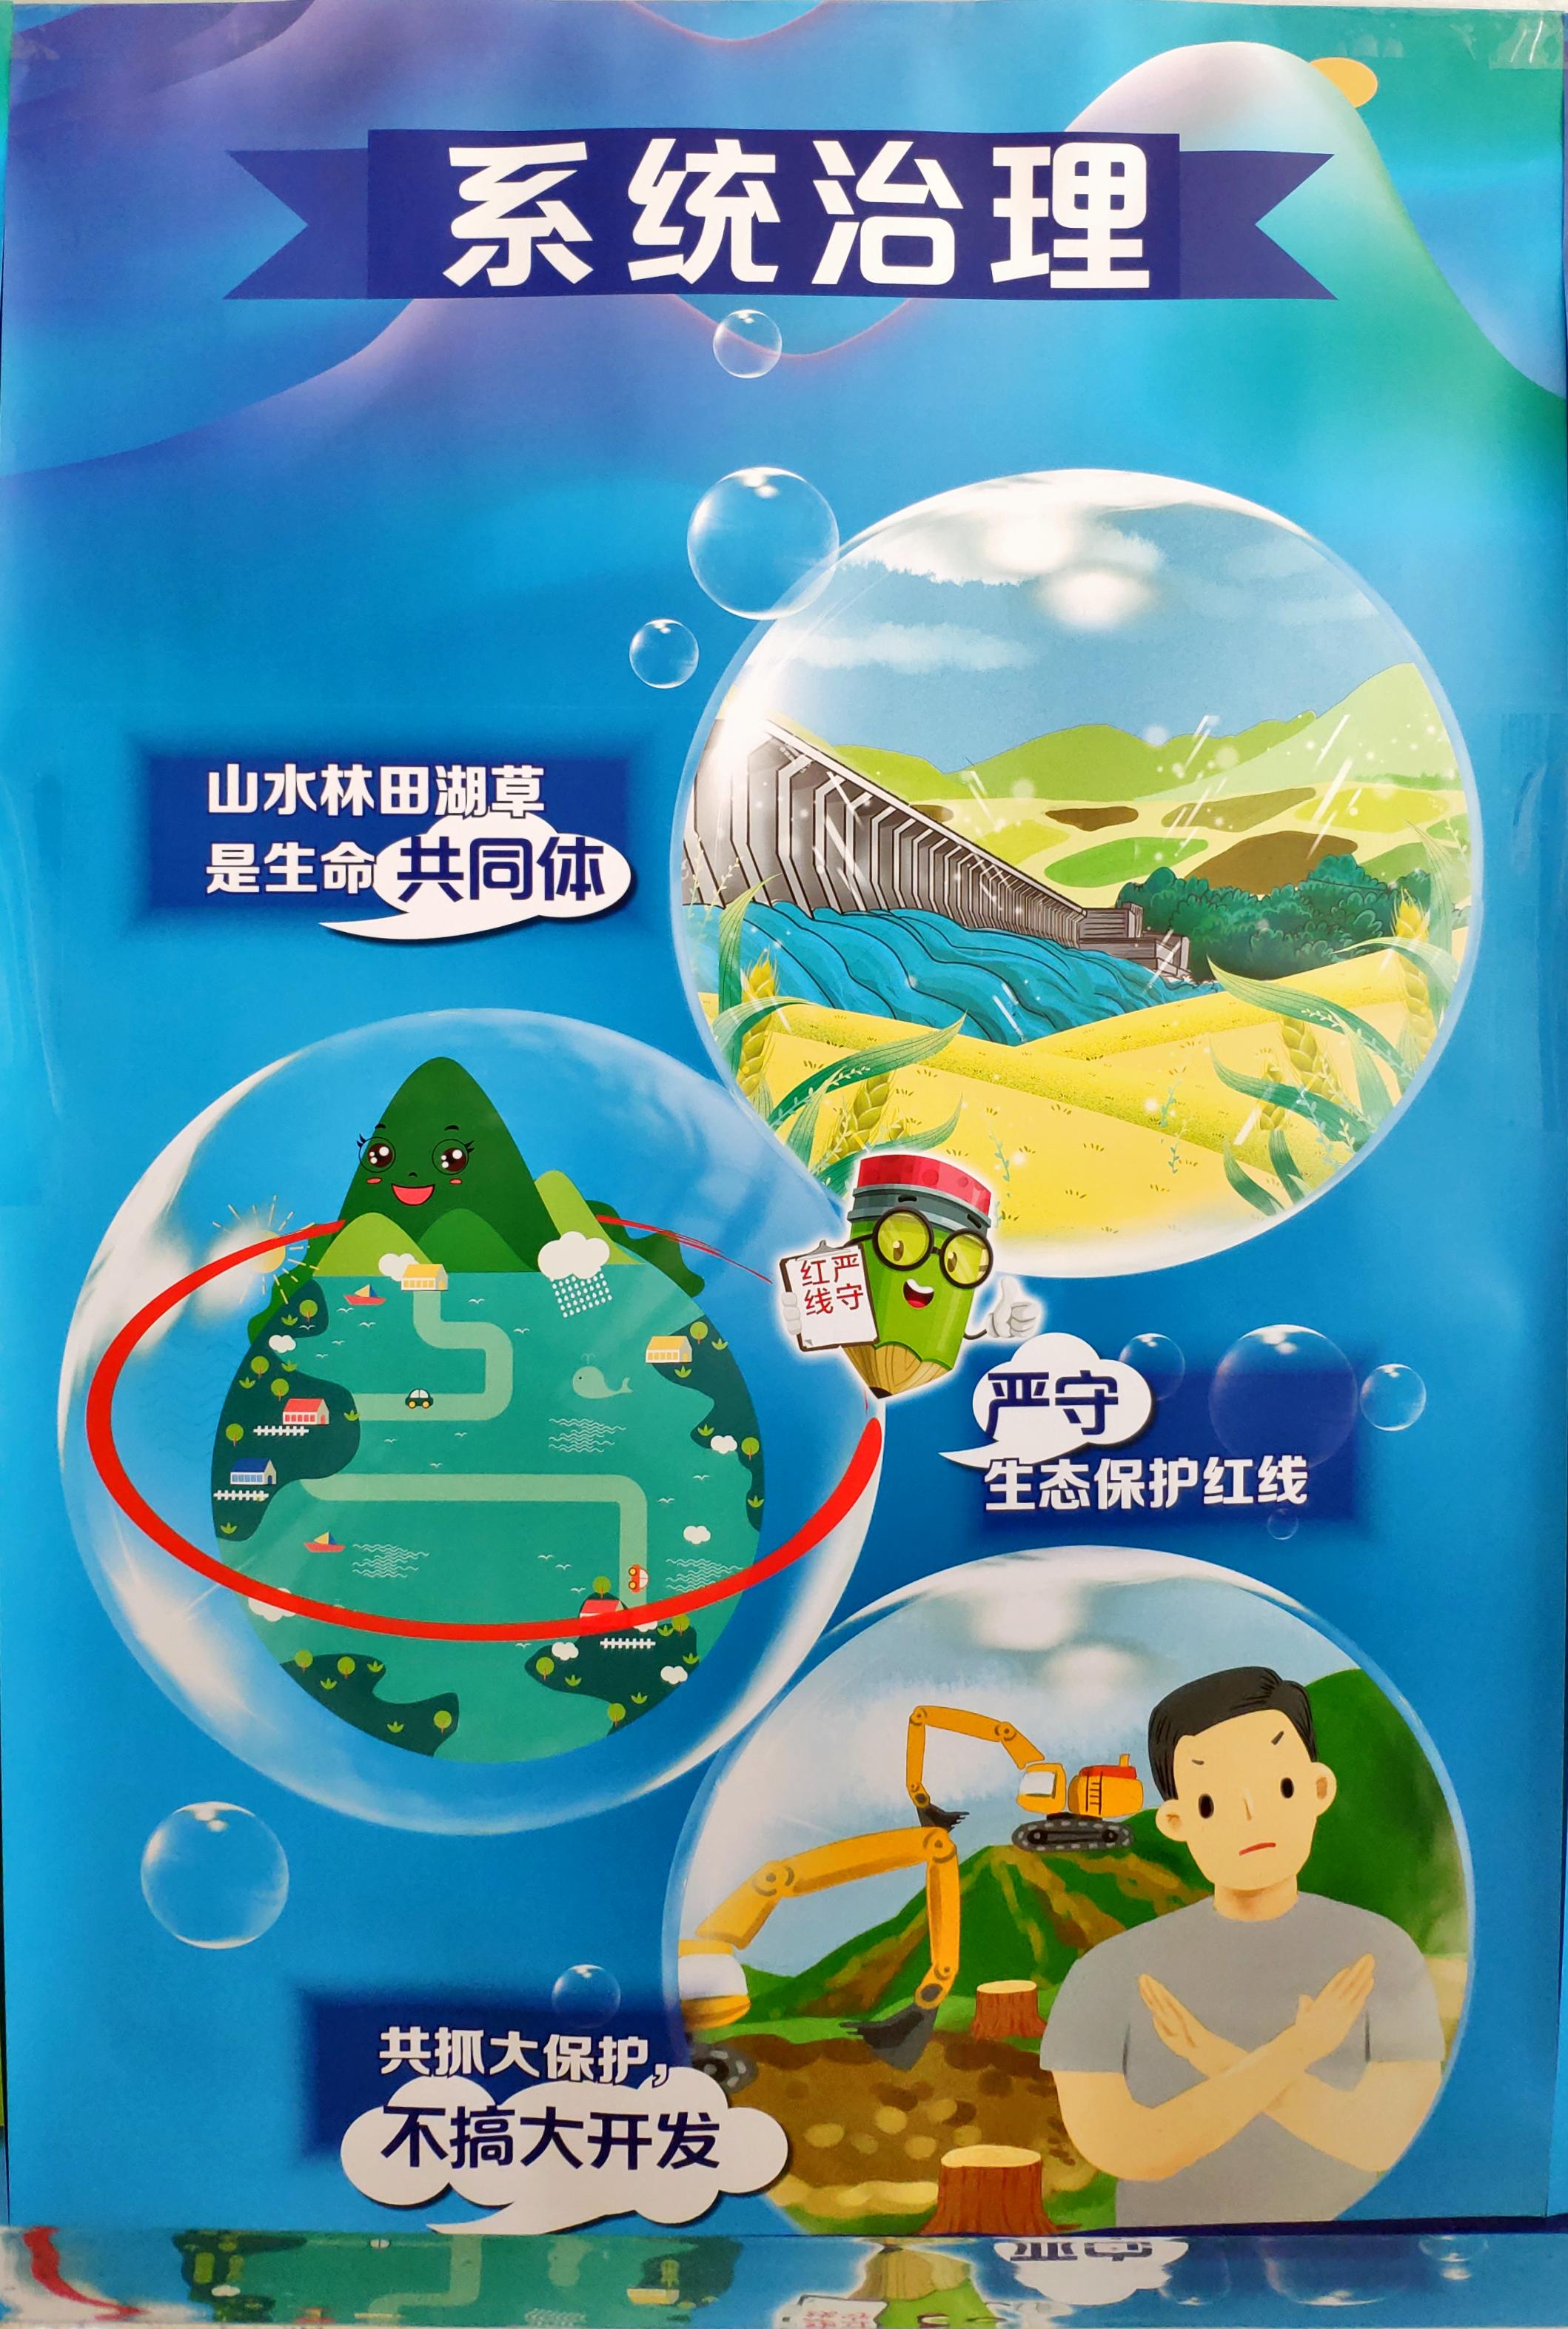 系统治理
山水林田湖草
是生命共同体
严守
红线
严守
生态保护红线
共抓大保护，
不搞大开发